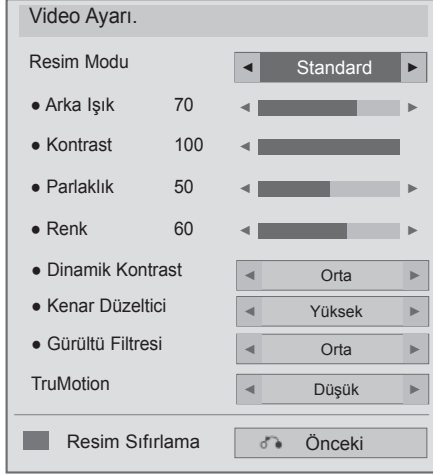 Video Ayarı.
Resim Modu ◄ Standard ►
● Arka Işık 70 ◄ ►
● Kontrast 100 ◄
● Parlaklık 50 ◄ ►
● Renk 60 ◄ ►
● Dinamik Kontrast ◄ Orta ►
● Kenar Düzeltici ◄ Yüksek ►
● Gürültü Filtresi ◄ Orta ►
TruMotion ◄ Düşük ►
Resim Sıfırlama Önceki